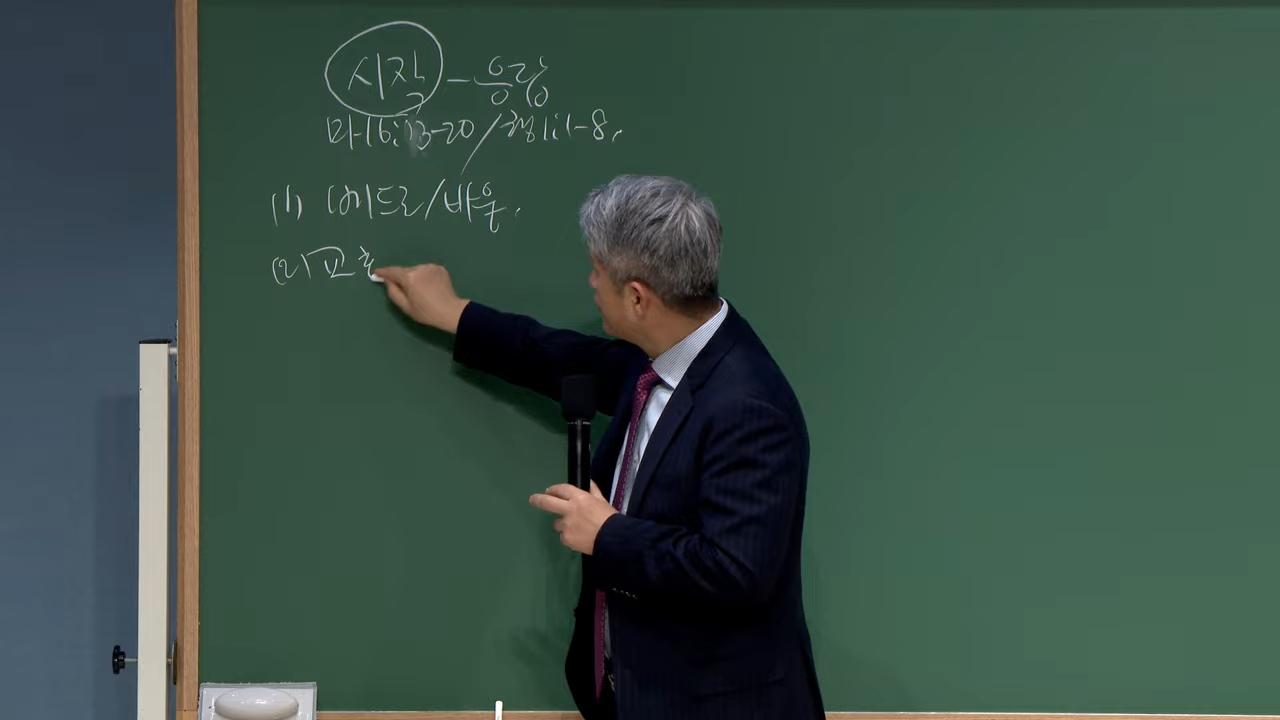 시작 - 응답
마16:13-20/행1:1-8.
(1) 베드로/바울.
(2) 교